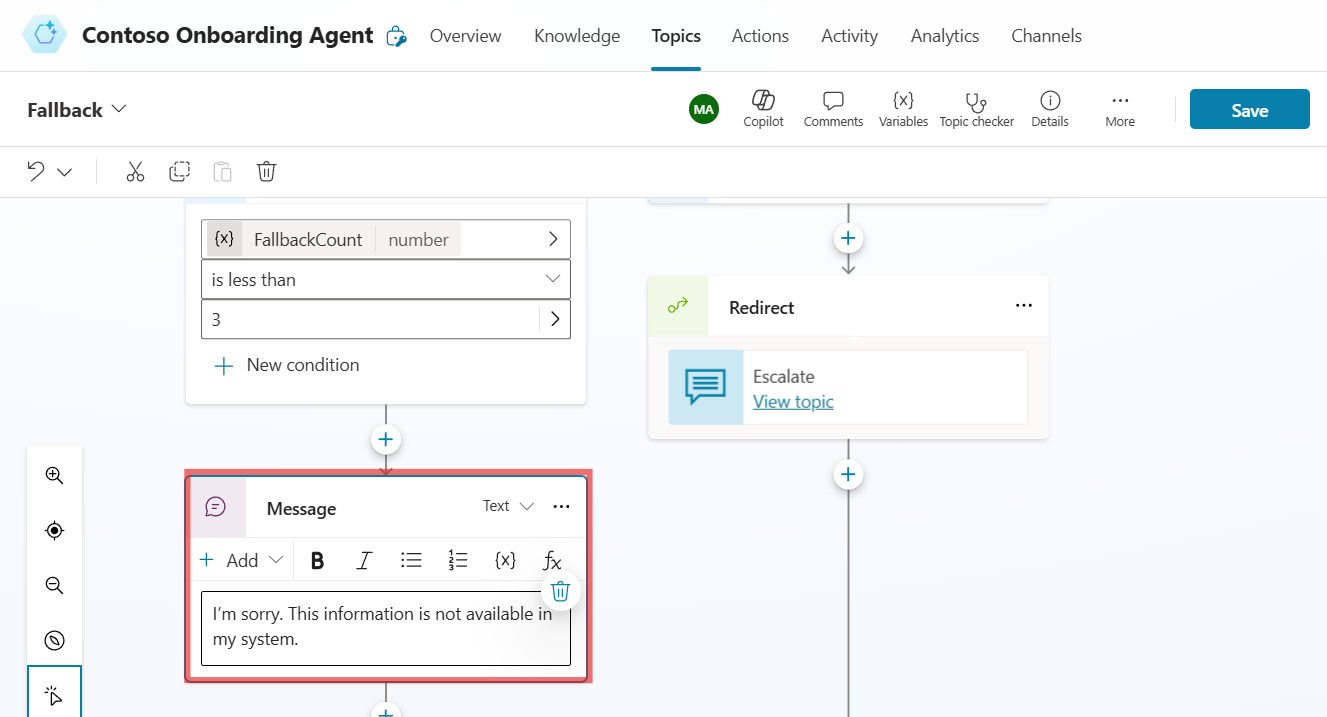 Contoso Onboarding Agent
Overview
Knowledge
Topics
Actions
Activity
Analytics
Channels
Fallback
MA
Copilot
Comments
{x}
Variables
Topic checker
Details
More
Save
{x} FallbackCount number
is less than
3
New condition
Redirect
Escalate
View topic
Message
Text
Add
B
I
{x}
fx
I'm sorry. This information is not available in
my system.